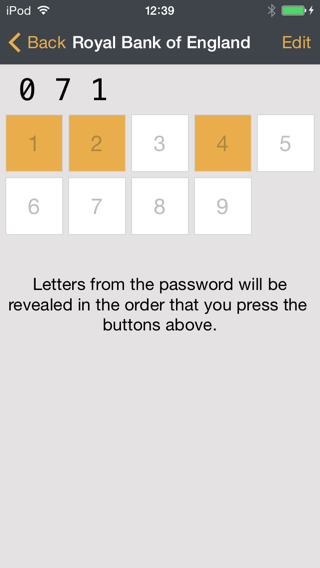 iPod 12:39
Back Royal Bank of England Edit
0 7 1
1 2 3 4 5
6 7 8 9
Letters from the password will be
revealed in the order that you press the
buttons above.